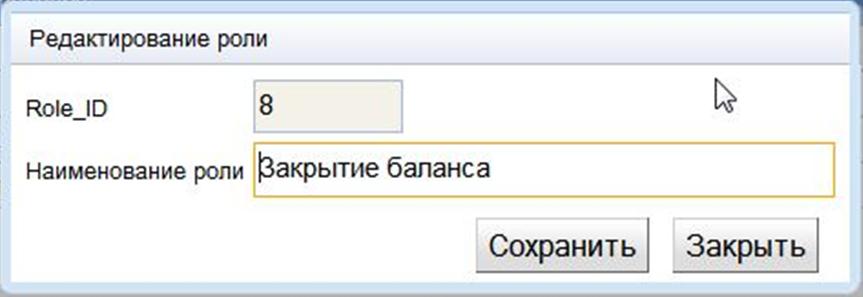 Редактирование роли
Role_ID 8
Наименование роли Закрытие баланса
Сохранить Закрыть